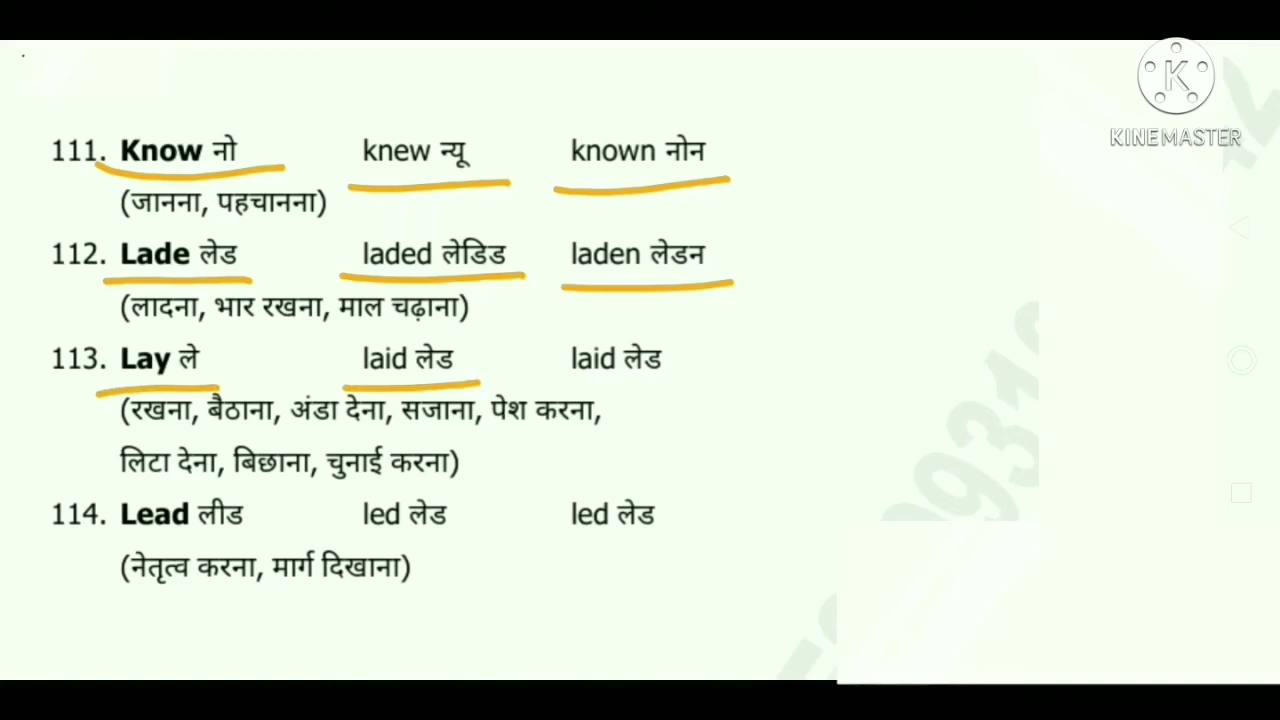 KINEMASTER
111. Know नो knew न्यू known नोन
(जानना, पहचानना)
112. Lade लेड laded लेडिड laden लेडन
(लादना, भार रखना, माल चढ़ाना)
113. Lay ले laid लेड laid लेड
(रखना, बैठाना, अंडा देना, सजाना, पेश करना,
लिटा देना, बिछाना, चुनाई करना)
114. Lead लीड led लेड led लेड
(नेतृत्व करना, मार्ग दिखाना)